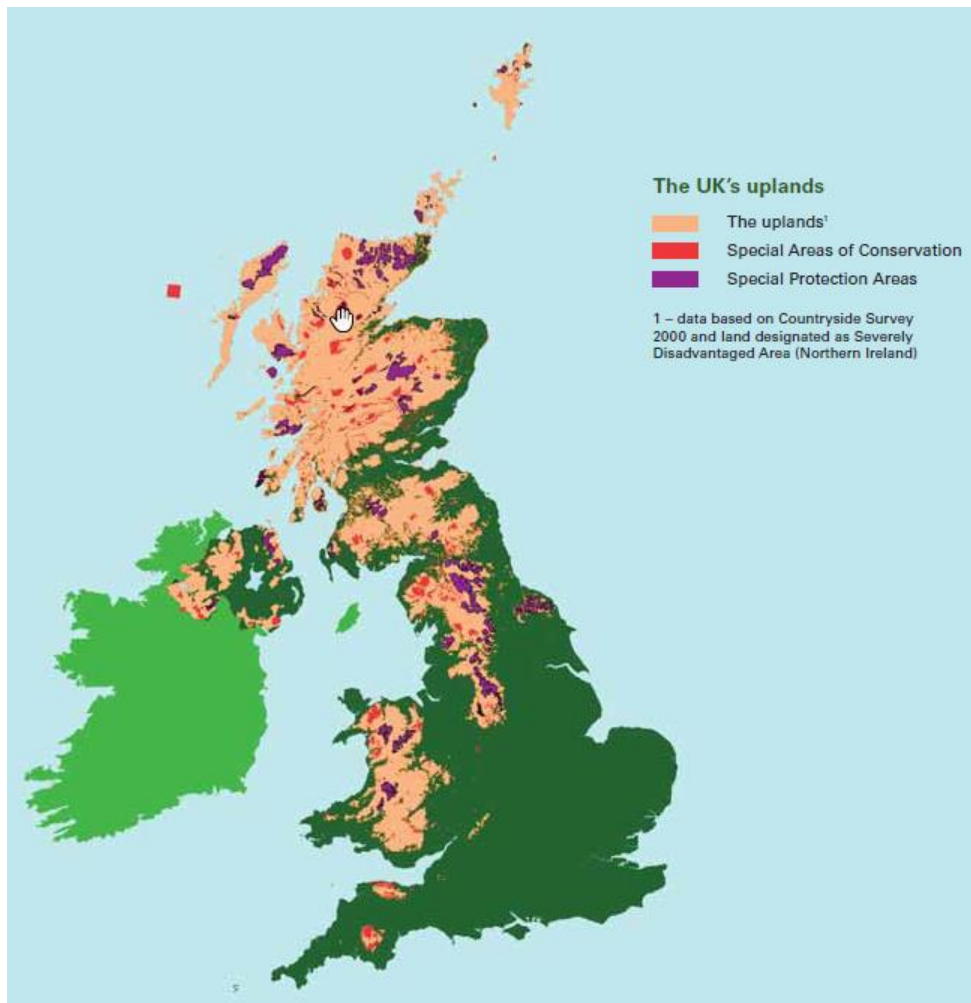 The UK's uplands
The uplands¹
Special Areas of Conservation
Special Protection Areas
1 – data based on Countryside Survey
2000 and land designated as Severely
Disadvantaged Area (Northern Ireland)